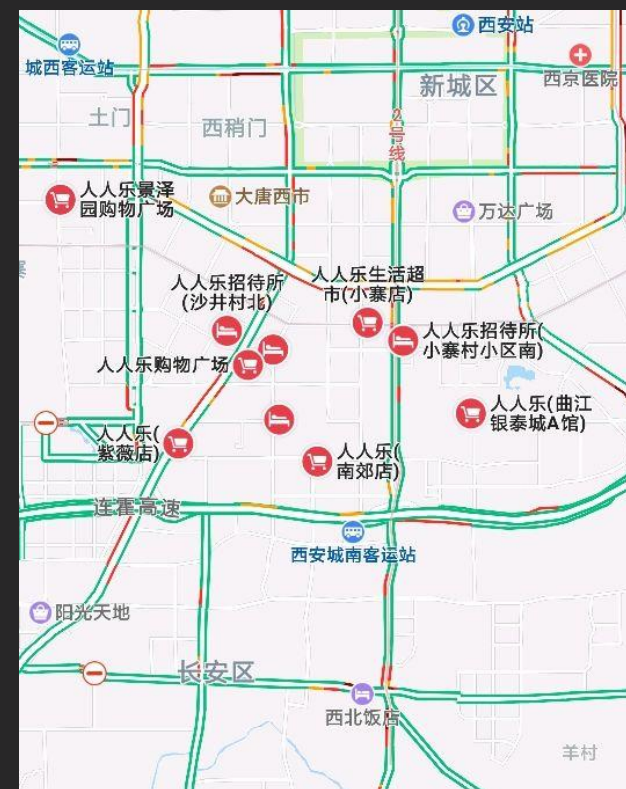 西安站
城西客运站
西京医院
新城区
土门
西稍门
2号线
人人乐景泽
园购物广场
大唐西市
万达广场
人人乐招待所
(沙井村北)
人人乐生活超
市(小寨店)
人人乐招待所(
小寨村小区南)
人人乐购物广场
人人乐(曲江
银泰城A馆)
人人乐(
紫薇店)
人人乐(
南郊店)
连霍高速
西安城南客运站
阳光天地
长安区
西北饭店
羊村